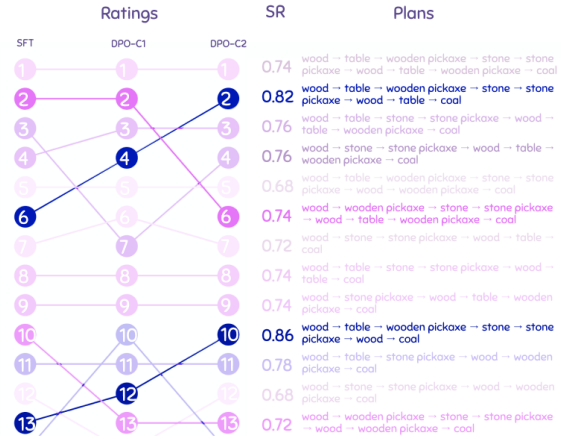 Ratings SR Plans
SFT DPO-C1 DPO-C2
1 1 1 0.74 wood → table → wooden pickaxe → stone → stone
pickaxe → wood → table → wooden pickaxe → coal
2 2 2 0.82 wood → table → wooden pickaxe → stone → stone
pickaxe → wood → table → coal
3 3 3 0.76 wood → table → stone → stone pickaxe → wood →
table → wooden pickaxe → coal
4 4 4 0.76 wood → stone → stone pickaxe → wood → table →
wooden pickaxe → coal
5 5 5 0.68 wood → table → wooden pickaxe → stone → stone
pickaxe → wood → wooden pickaxe → coal
6 6 6 0.74 wood → wooden pickaxe → stone → stone pickaxe
→ wood → table → wooden pickaxe → coal
7 7 7 0.72 wood → stone → stone pickaxe → wood → table →
coal
8 8 8 0.74 wood → table → stone → stone pickaxe → wood →
table → coal
9 9 9 0.74 wood → stone pickaxe → wood → table → wooden
pickaxe → coal
10 10 10 0.86 wood → table → wooden pickaxe → stone → stone
pickaxe → wood → coal
11 11 11 0.78 wood → table → stone pickaxe → wood → wooden
pickaxe → coal
12 12 12 0.68 wood → stone → stone pickaxe → wood → wooden
pickaxe → coal
13 13 13 0.72 wood → wooden pickaxe → stone → stone pickaxe
→ wood → wooden pickaxe → coal